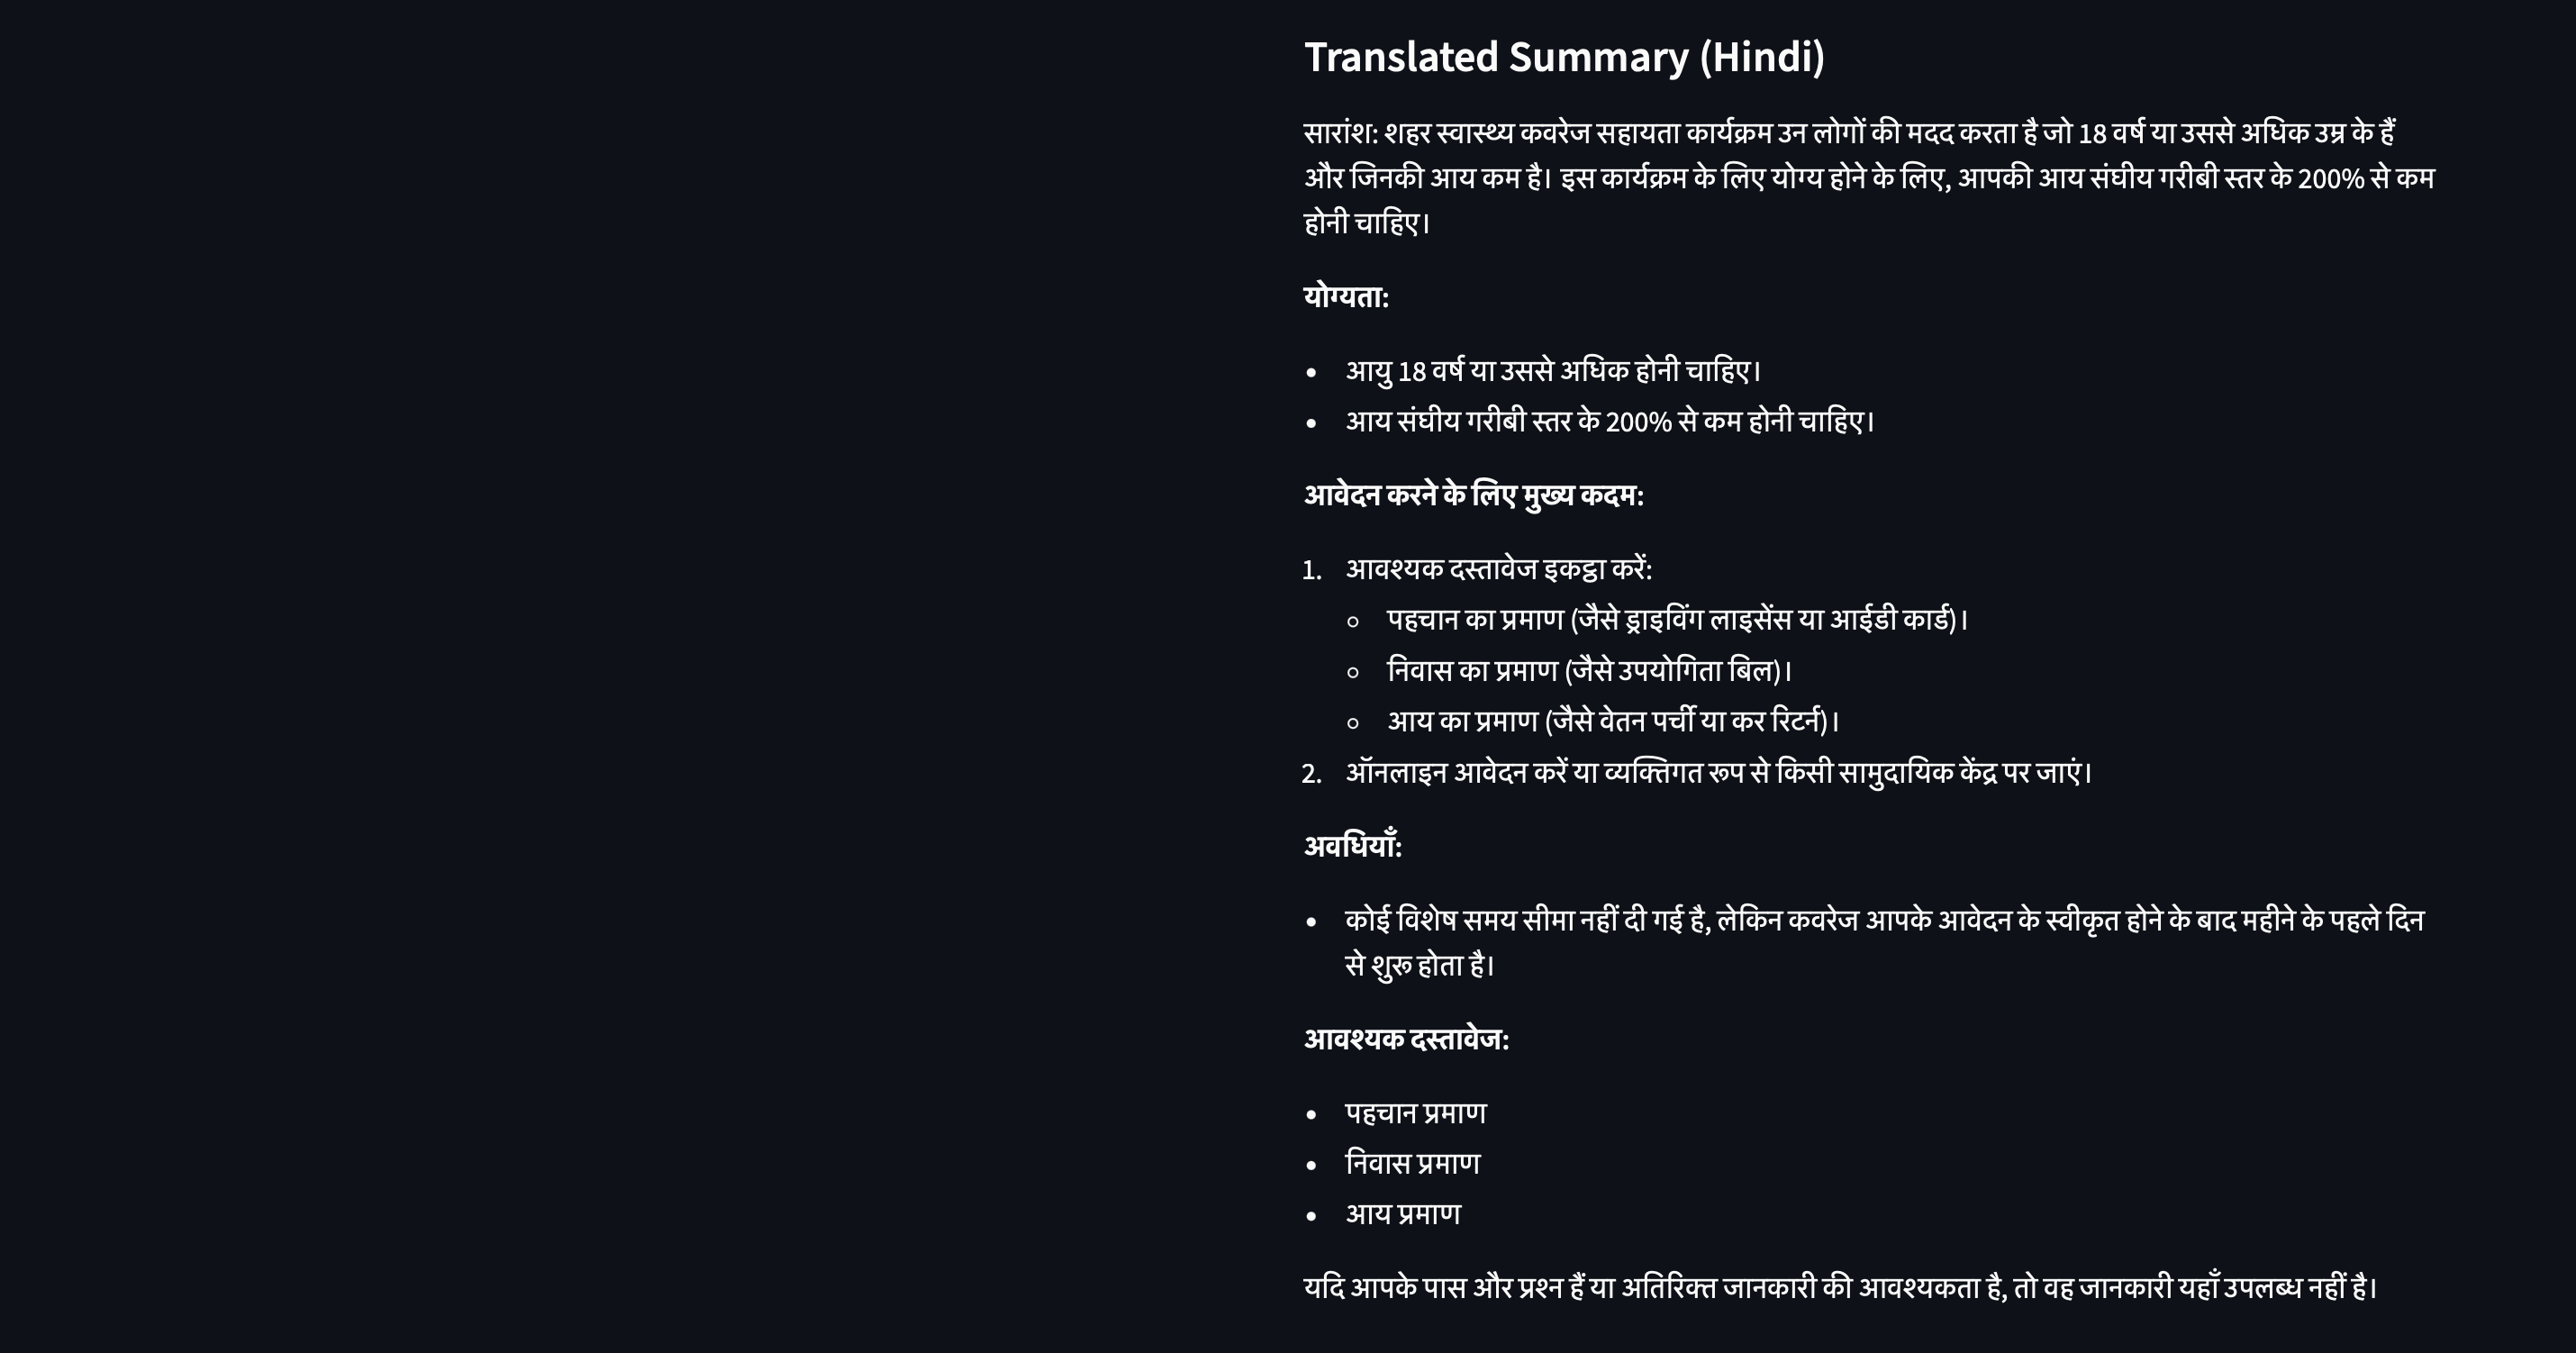 Translated Summary (Hindi)
सारांश: शहर स्वास्थ्य कवरेज सहायता कार्यक्रम उन लोगों की मदद करता है जो 18 वर्ष या उससे अधिक उम्र के हैं
और जिनकी आय कम है। इस कार्यक्रम के लिए योग्य होने के लिए, आपकी आय संघीय गरीबी स्तर के 200% से कम
होनी चाहिए।
योग्यता:
• आयु 18 वर्ष या उससे अधिक होनी चाहिए।
• आय संघीय गरीबी स्तर के 200% से कम होनी चाहिए।
आवेदन करने के लिए मुख्य कदम:
1. आवश्यक दस्तावेज इकट्ठा करें:
○ पहचान का प्रमाण (जैसे ड्राइविंग लाइसेंस या आईडी कार्ड)।
○ निवास का प्रमाण (जैसे उपयोगिता बिल)।
○ आय का प्रमाण (जैसे वेतन पर्ची या कर रिटर्न)।
2. ऑनलाइन आवेदन करें या व्यक्तिगत रूप से किसी सामुदायिक केंद्र पर जाएं।
अवधियाँ:
• कोई विशेष समय सीमा नहीं दी गई है, लेकिन कवरेज आपके आवेदन के स्वीकृत होने के बाद महीने के पहले दिन
से शुरू होता है।
आवश्यक दस्तावेज:
• पहचान प्रमाण
• निवास प्रमाण
• आय प्रमाण
यदि आपके पास और प्रश्न हैं या अतिरिक्त जानकारी की आवश्यकता है, तो वह जानकारी यहाँ उपलब्ध नहीं है।